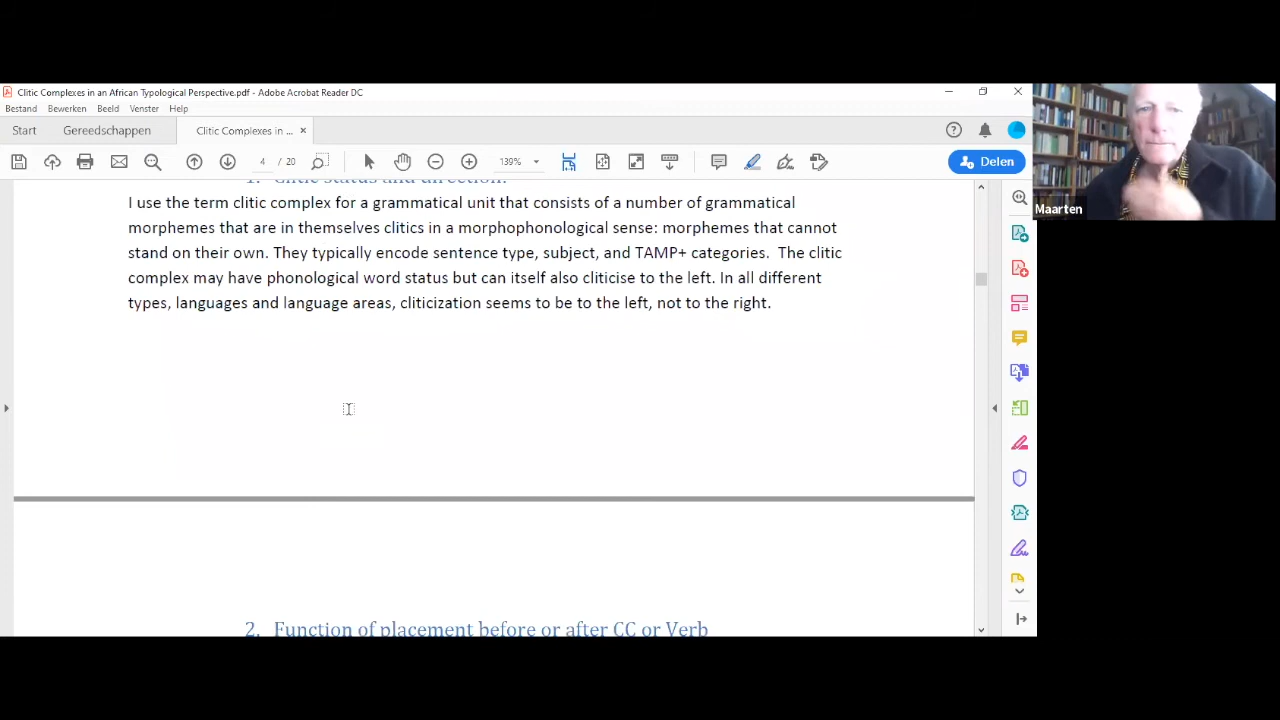 Clitic Complexes in an African Typological Perspective.pdf - Adobe Acrobat Reader DC
Bestand Bewerken Beeld Venster Help
Start Gereedschappen Clitic Complexes in ... ×
4 / 20 139% Delen
Maarten
1. Clitic status and direction.
I use the term clitic complex for a grammatical unit that consists of a number of grammatical
morphemes that are in themselves clitics in a morphophonological sense: morphemes that cannot
stand on their own. They typically encode sentence type, subject, and TAMP+ categories. The clitic
complex may have phonological word status but can itself also cliticise to the left. In all different
types, languages and language areas, cliticization seems to be to the left, not to the right.
2. Function of placement before or after CC or Verb